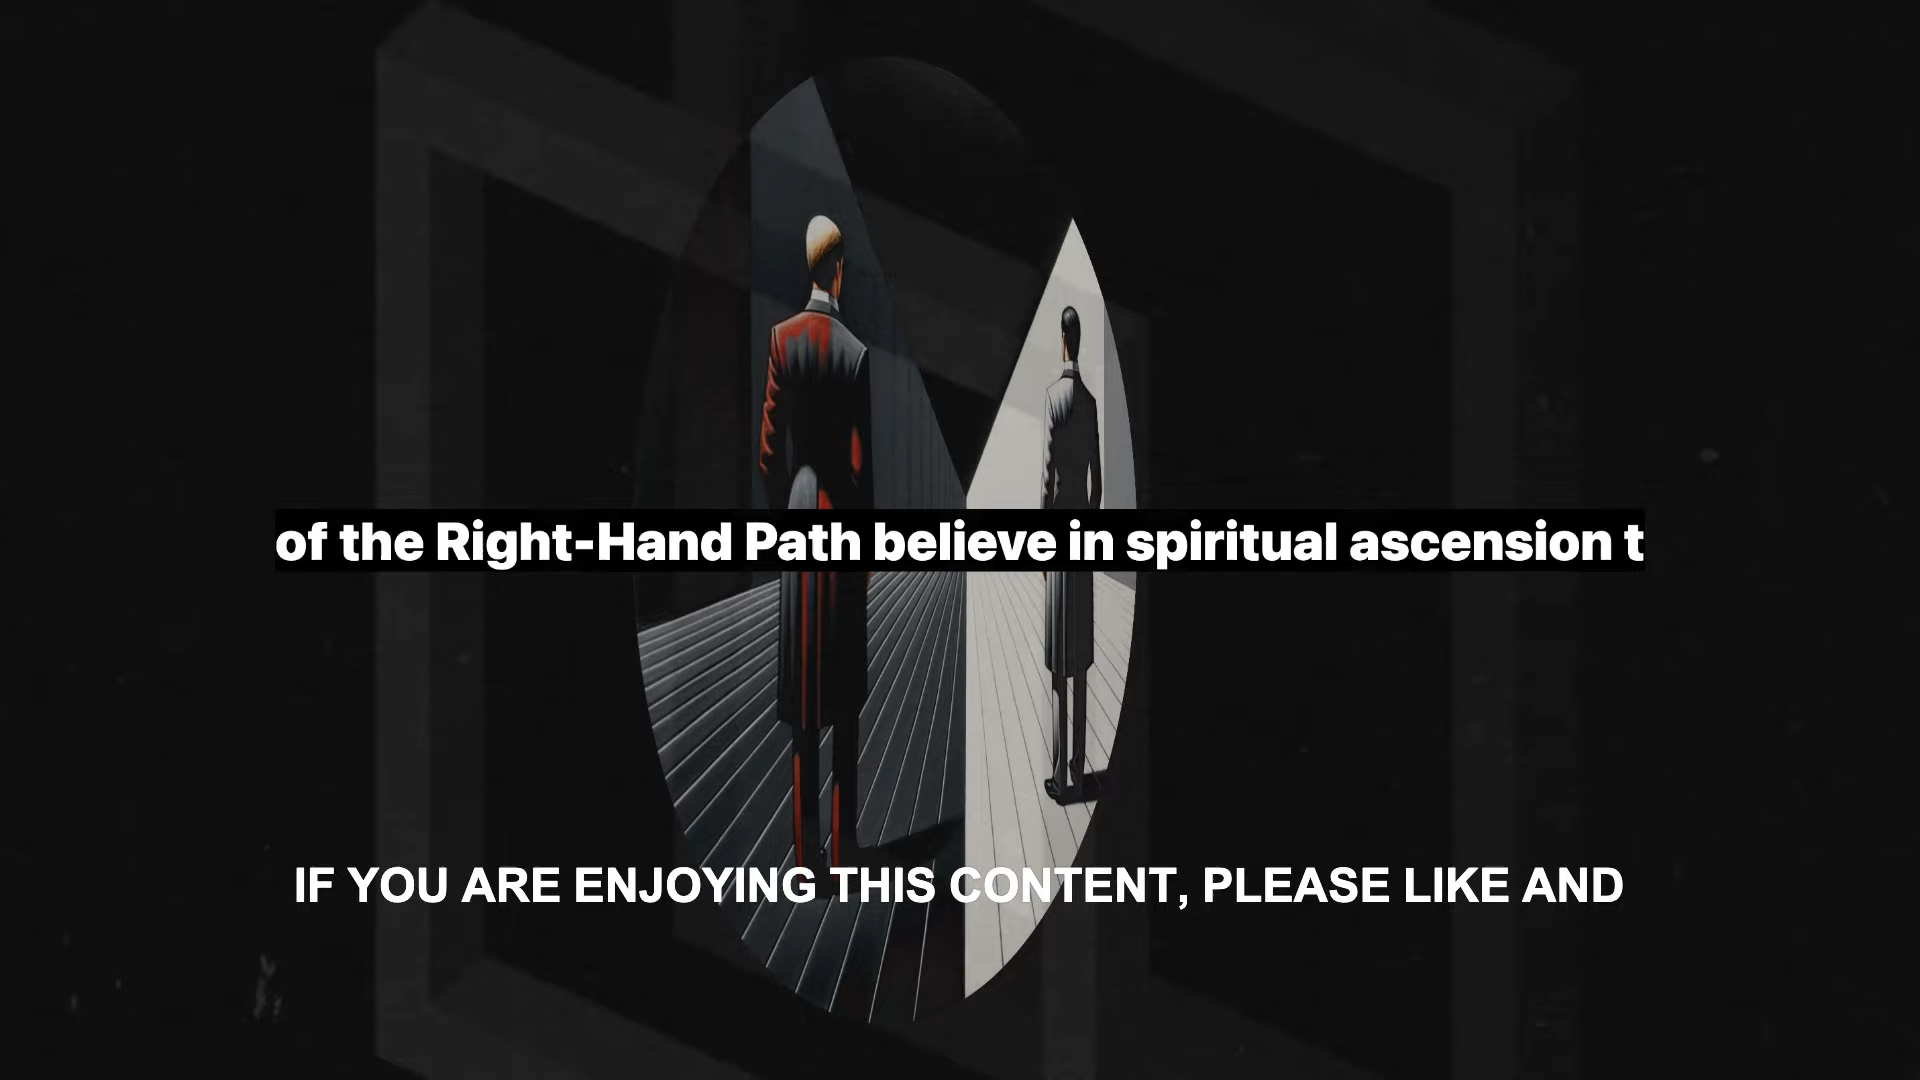 of the Right-Hand Path believe in spiritual ascension t
IF YOU ARE ENJOYING THIS CONTENT, PLEASE LIKE AND